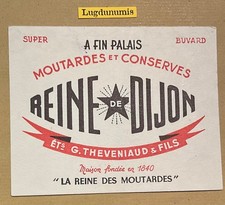 Lugdunumis
SUPER BUVARD
A FIN PALAIS
MOUTARDES ET CONSERVES
REINE DE DIJON
ÉTS G. THEVENIAUD & FILS
Maison fondée en 1840
"LA REINE DES MOUTARDES"